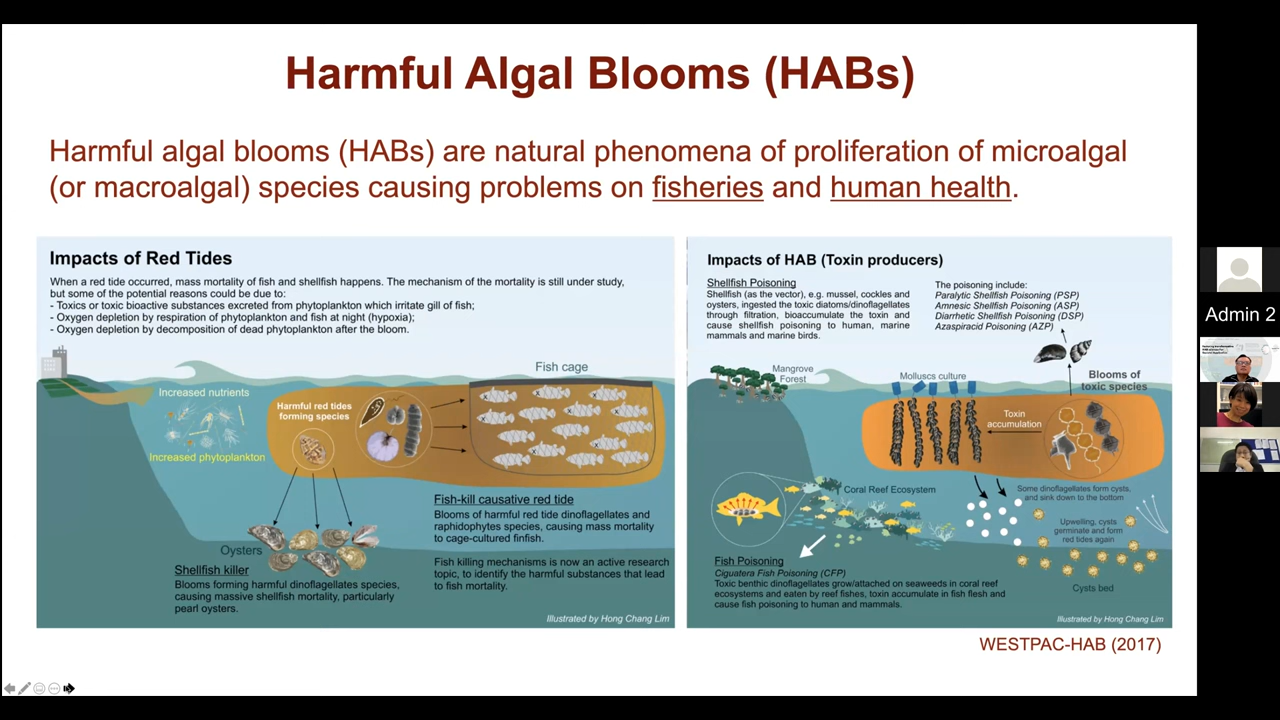 Harmful Algal Blooms (HABs)
Harmful algal blooms (HABs) are natural phenomena of proliferation of microalgal
(or macroalgal) species causing problems on fisheries and human health.
Impacts of Red Tides
When a red tide occurred, mass mortality of fish and shellfish happens. The mechanism of the mortality is still under study,
but some of the potential reasons could be due to:
- Toxics or toxic bioactive substances excreted from phytoplankton which irritate gill of fish;
- Oxygen depletion by respiration of phytoplankton and fish at night (hypoxia);
- Oxygen depletion by decomposition of dead phytoplankton after the bloom.
Fish cage
Increased nutrients
Harmful red tides
forming species
Increased phytoplankton
Fish-kill causative red tide
Blooms of harmful red tide dinoflagellates and
raphidophytes species, causing mass mortality
to cage-cultured finfish.
Fish killing mechanisms is now an active research
topic, to identify the harmful substances that lead
to fish mortality.
Oysters
Shellfish killer
Blooms forming harmful dinoflagellates species,
causing massive shellfish mortality, particularly
pearl oysters.
Illustrated by Hong Chang Lim
Impacts of HAB (Toxin producers)
Shellfish Poisoning
Shellfish (as the vector), e.g. mussel, cockles and
oysters, ingested the toxic diatoms/dinoflagellates
through filtration, bioaccumulate the toxin and
cause shellfish poisoning to human, marine
mammals and marine birds.
The poisoning include:
Paralytic Shellfish Poisoning (PSP)
Amnesic Shellfish Poisoning (ASP)
Diarrhetic Shellfish Poisoning (DSP)
Azaspiracid Poisoning (AZP)
Mangrove
Forest
Molluscs culture
Blooms of
toxic species
Toxin
accumulation
Coral Reef Ecosystem
Some dinoflagellates form cysts,
and sink down to the bottom
Upwelling, cysts
germinate and form
red tides again
Cysts bed
Fish Poisoning
Ciguatera Fish Poisoning (CFP)
Toxic benthic dinoflagellates grow/attached on seaweeds in coral reef
ecosystems and eaten by reef fishes, toxin accumulate in fish flesh and
cause fish poisoning to human and mammals.
Illustrated by Hong Chang Lim
WESTPAC-HAB (2017)
Admin 2